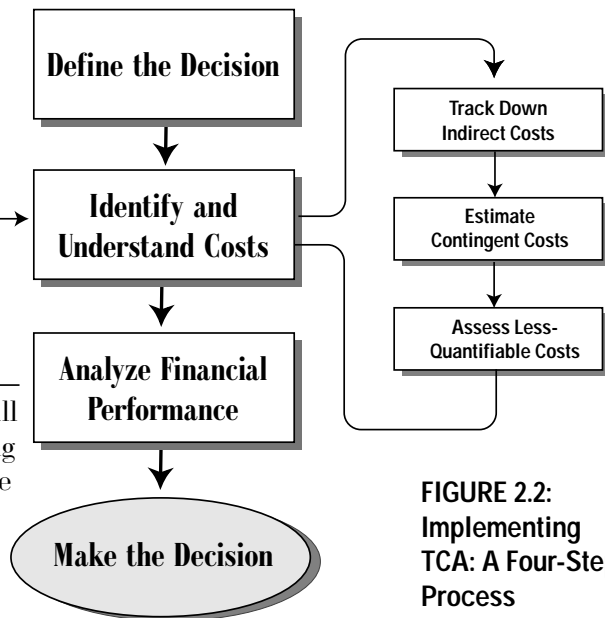 Define the Decision
Identify and
Understand Costs
Analyze Financial
Performance
Make the Decision
Track Down
Indirect Costs
Estimate
Contingent Costs
Assess Less-
Quantifiable Costs
FIGURE 2.2:
Implementing
TCA: A Four-Ste
Process